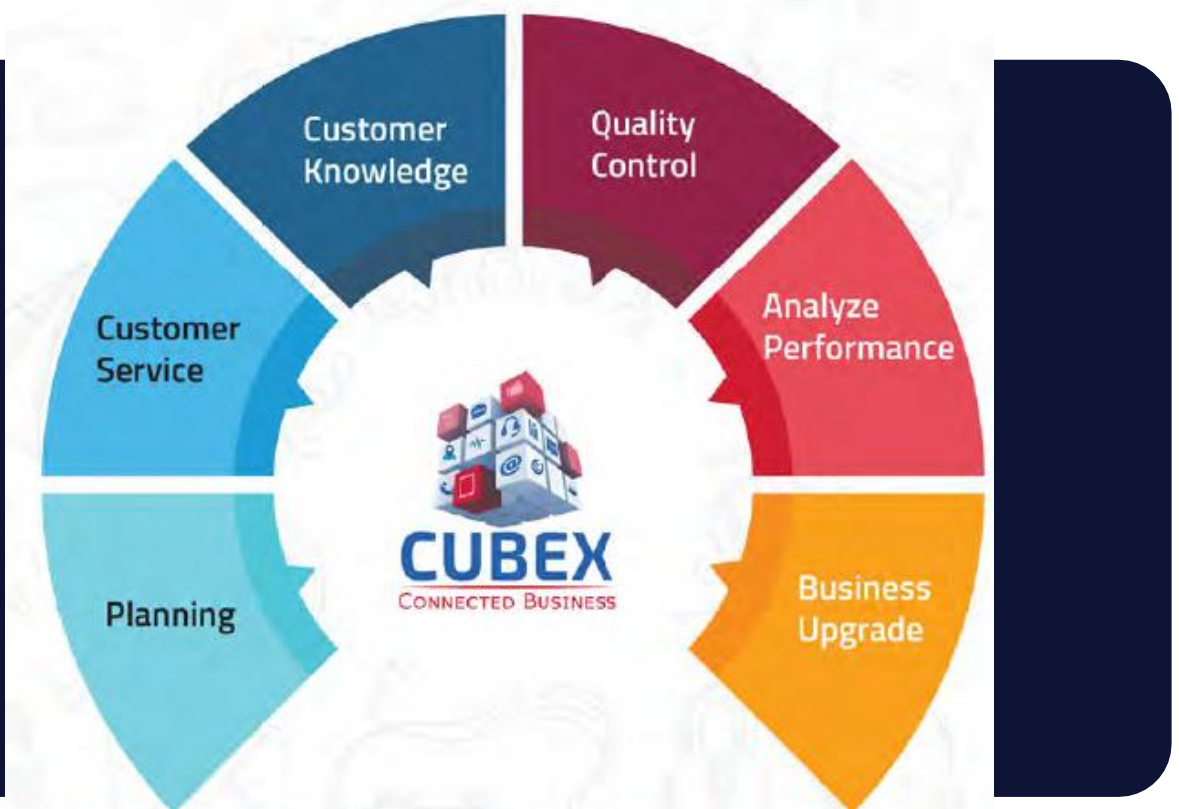 Customer
Knowledge
Quality
Control
Customer
Service
Analyze
Performance
CUBEX
CONNECTED BUSINESS
Planning
Business
Upgrade